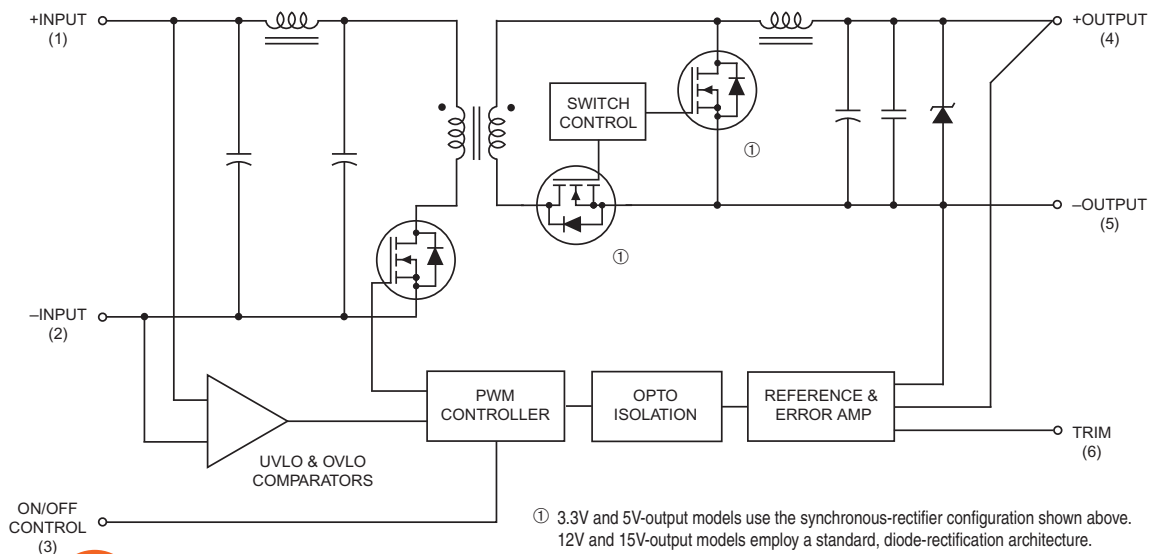 +INPUT
(1)
+OUTPUT
(4)
SWITCH
CONTROL
①
①
–OUTPUT
(5)
–INPUT
(2)
PWM
CONTROLLER
OPTO
ISOLATION
REFERENCE &
ERROR AMP
UVLO & OVLO
COMPARATORS
TRIM
(6)
ON/OFF
CONTROL
(3)
① 3.3V and 5V-output models use the synchronous-rectifier configuration shown above.
12V and 15V-output models employ a standard, diode-rectification architecture.